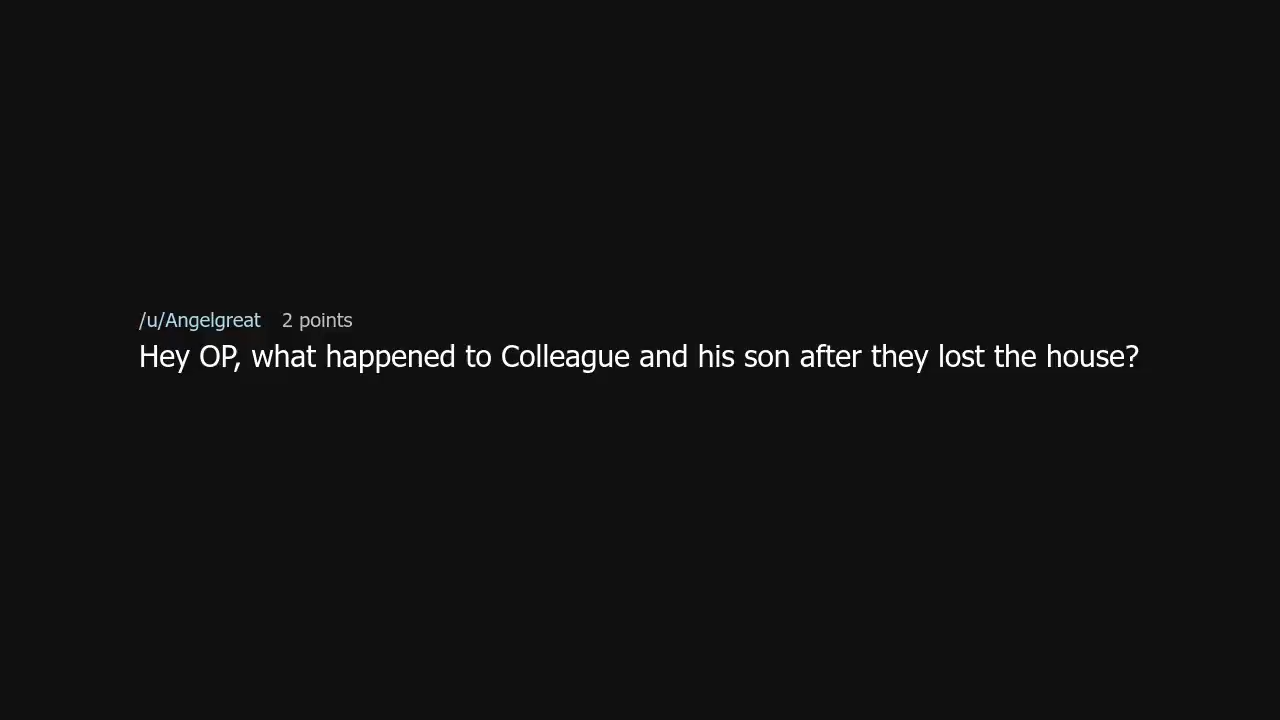 /u/Angelgreat 2 points
Hey OP, what happened to Colleague and his son after they lost the house?